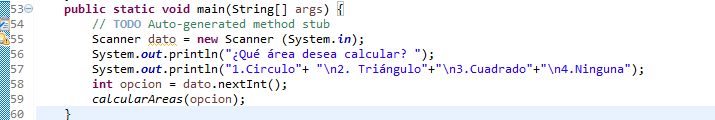 53 public static void main(String[] args) {
54 // TODO Auto-generated method stub
55 Scanner dato = new Scanner (System.in);
56 System.out.println("¿Qué área desea calcular? ");
57 System.out.println("1.Circulo"+ "\n2. Triángulo"+"\n3.Cuadrado"+"\n4.Ninguna");
58 int opcion = dato.nextInt();
59 calcularAreas(opcion);
60 }